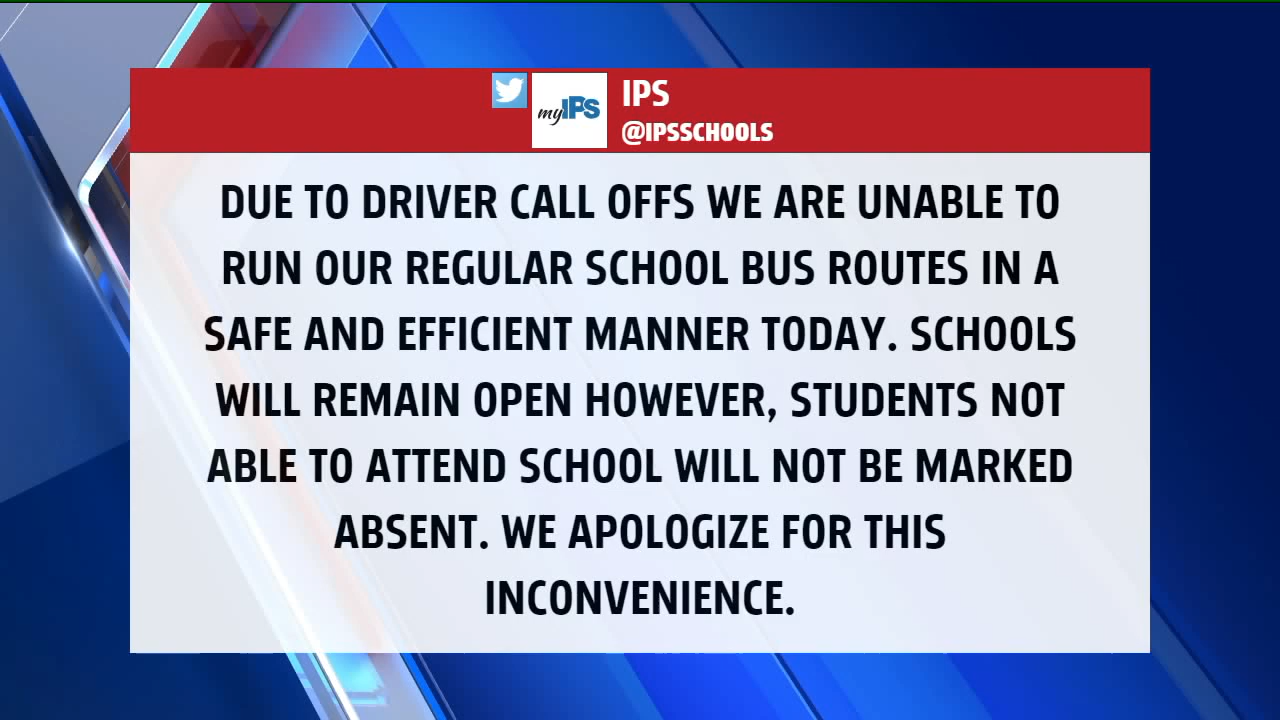 myIPS
IPS
@IPSSCHOOLS
DUE TO DRIVER CALL OFFS WE ARE UNABLE TO
RUN OUR REGULAR SCHOOL BUS ROUTES IN A
SAFE AND EFFICIENT MANNER TODAY. SCHOOLS
WILL REMAIN OPEN HOWEVER, STUDENTS NOT
ABLE TO ATTEND SCHOOL WILL NOT BE MARKED
ABSENT. WE APOLOGIZE FOR THIS
INCONVENIENCE.